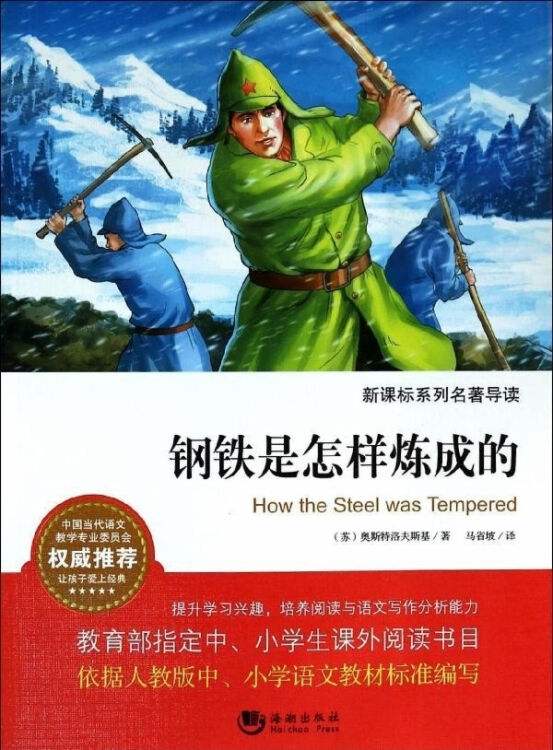 新课标系列名著导读
钢铁是怎样炼成的
How the Steel was Tempered
（苏）奥斯特洛夫斯基/著 马省坡/译
中国当代语文
教学专业委员会
权威推荐
让孩子爱上经典
★★★★★
提升学习兴趣，培养阅读与语文写作分析能力
教育部指定中、小学生课外阅读书目
依据人教版中、小学语文教材标准编写
海潮出版社
Haichao Press